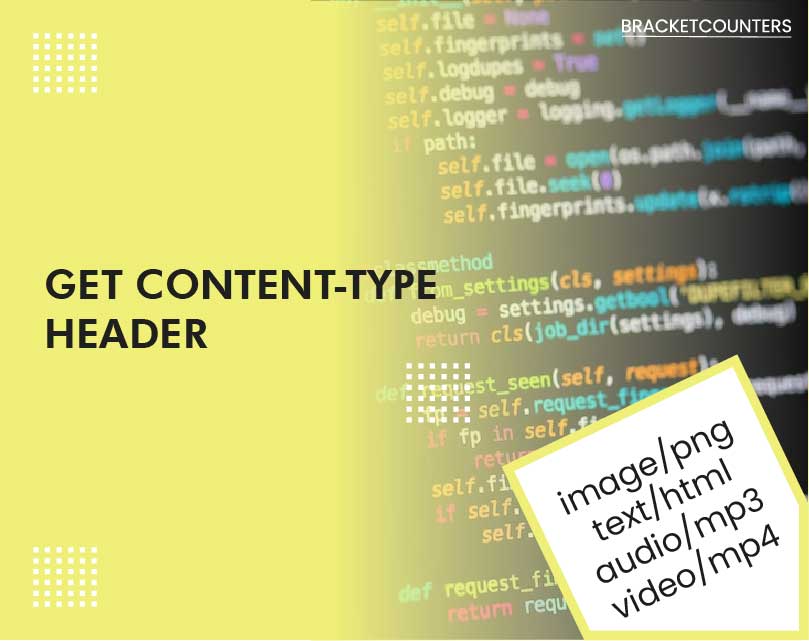 BRACKETCOUNTERS
self.file = None
self.fingerprints = set()
self.logdupes = True
self.debug = debug
self.logger = logging.getLogger(__name__
if path:
self.file = open(os.path.join(path,
self.file.seek(0)
self.fingerprints.update(
GET CONTENT-TYPE
HEADER
classmethod
from_settings(cls, settings):
debug = settings.getbool("DUPEFILTER_
return cls(job_dir(settings), debug)
def request_seen(self, request):
fp = self.request_
if fp in self.
return
self.fi
if self.
self.
def request_fi
return requ
image/png
text/html
audio/mp3
video/mp4